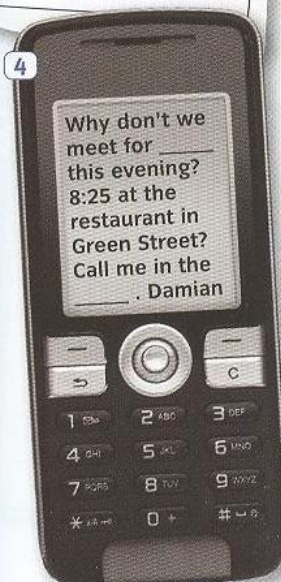 4
Why don't we
meet for ______
this evening?
8:25 at the
restaurant in
Green Street?
Call me in the
______ . Damian
C
1
2 ABC
3 DEF
4 GHI
5 JKL
6 MNO
7 PQRS
8 TUV
9 WXYZ
*
0 +
#